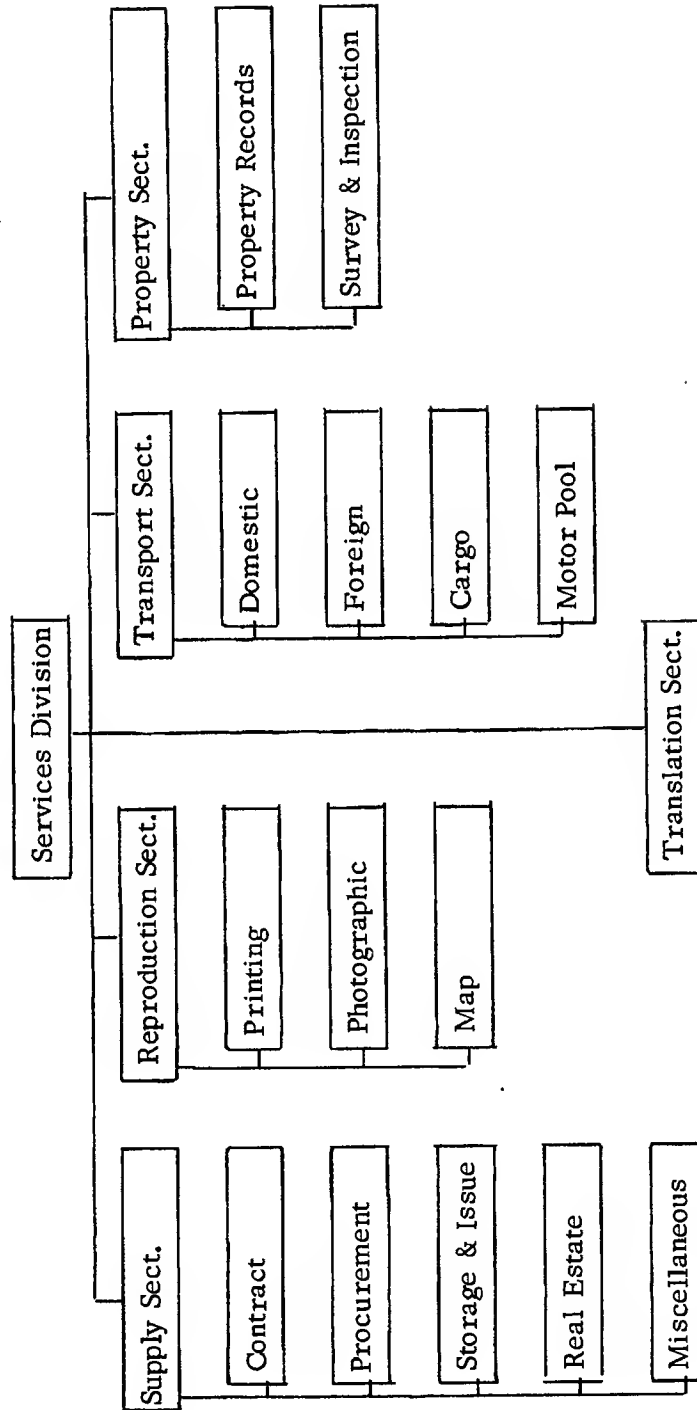 Services Division
Supply Sect.
Contract
Procurement
Storage & Issue
Real Estate
Miscellaneous
Reproduction Sect.
Printing
Photographic
Map
Transport Sect.
Domestic
Foreign
Cargo
Motor Pool
Property Sect.
Property Records
Survey & Inspection
Translation Sect.